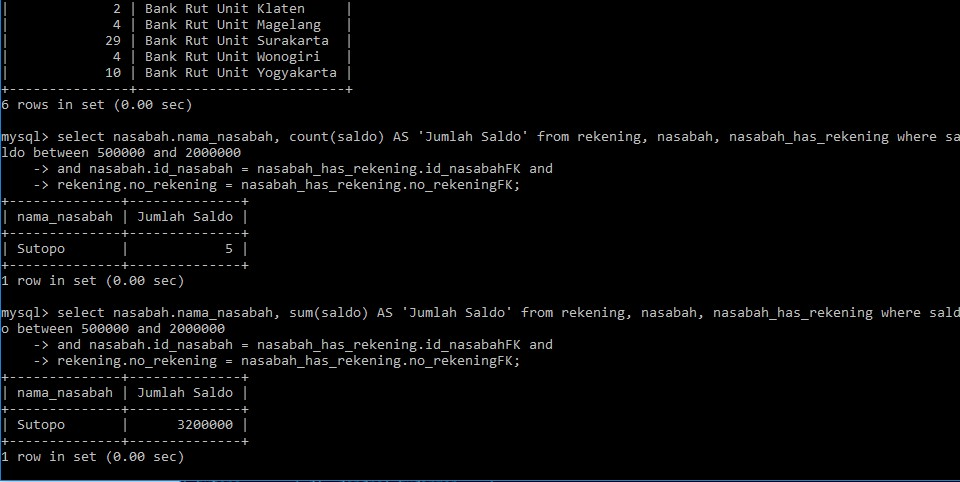 |             2 | Bank Rut Unit Klaten     |
|             4 | Bank Rut Unit Magelang   |
|            29 | Bank Rut Unit Surakarta  |
|             4 | Bank Rut Unit Wonogiri   |
|            10 | Bank Rut Unit Yogyakarta |
+---------------+--------------------------+
6 rows in set (0.00 sec)
mysql> select nasabah.nama_nasabah, count(saldo) AS 'Jumlah Saldo' from rekening, nasabah, nasabah_has_rekening where sa
ldo between 500000 and 2000000
    -> and nasabah.id_nasabah = nasabah_has_rekening.id_nasabahFK and
    -> rekening.no_rekening = nasabah_has_rekening.no_rekeningFK;
+--------------+--------------+
| nama_nasabah | Jumlah Saldo |
+--------------+--------------+
| Sutopo       |            5 |
+--------------+--------------+
1 row in set (0.00 sec)
mysql> select nasabah.nama_nasabah, sum(saldo) AS 'Jumlah Saldo' from rekening, nasabah, nasabah_has_rekening where sald
o between 500000 and 2000000
    -> and nasabah.id_nasabah = nasabah_has_rekening.id_nasabahFK and
    -> rekening.no_rekening = nasabah_has_rekening.no_rekeningFK;
+--------------+--------------+
| nama_nasabah | Jumlah Saldo |
+--------------+--------------+
| Sutopo       |      3200000 |
+--------------+--------------+
1 row in set (0.00 sec)